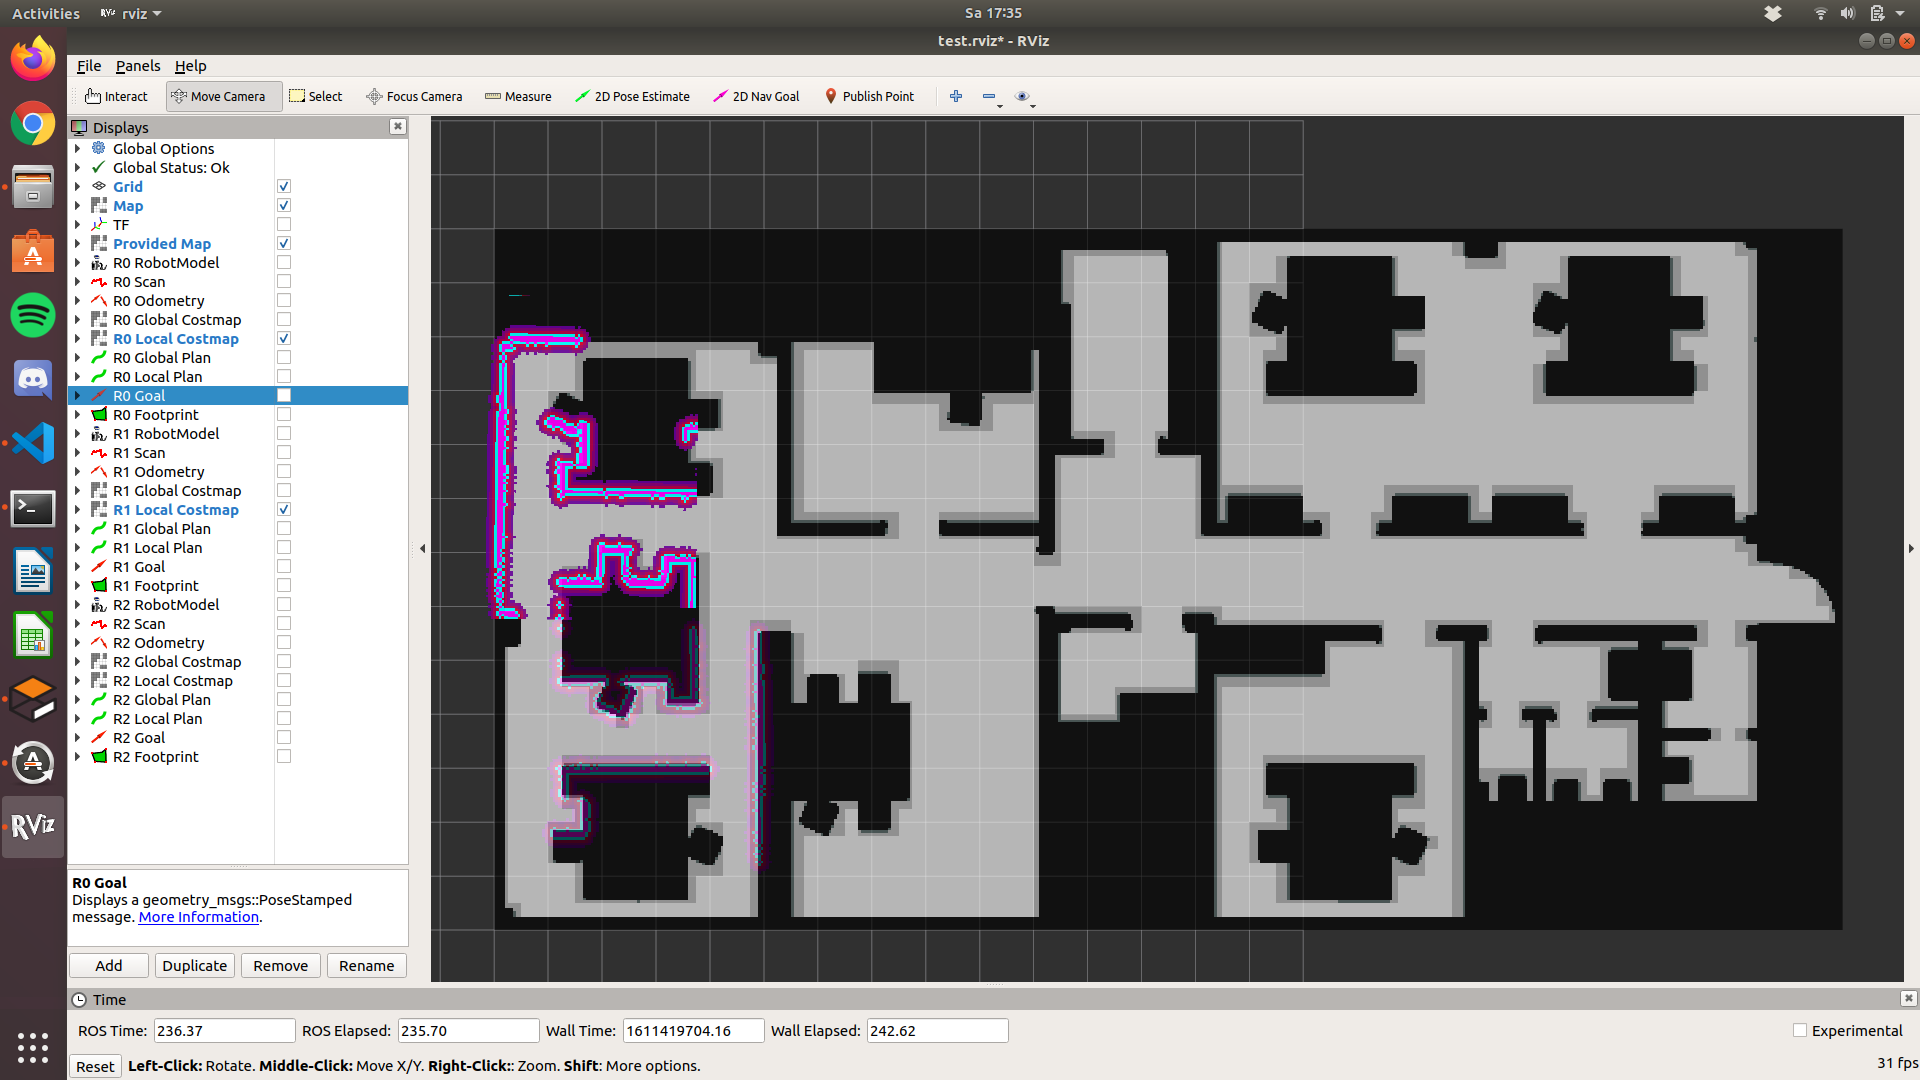 Activities rviz Sa 17:35
test.rviz* - RViz
File Panels Help
Interact Move Camera Select Focus Camera Measure 2D Pose Estimate 2D Nav Goal Publish Point
Displays
Global Options
Global Status: Ok
Grid
Map
TF
Provided Map
R0 RobotModel
R0 Scan
R0 Odometry
R0 Global Costmap
R0 Local Costmap
R0 Global Plan
R0 Local Plan
R0 Goal
R0 Footprint
R1 RobotModel
R1 Scan
R1 Odometry
R1 Global Costmap
R1 Local Costmap
R1 Global Plan
R1 Local Plan
R1 Goal
R1 Footprint
R2 RobotModel
R2 Scan
R2 Odometry
R2 Global Costmap
R2 Local Costmap
R2 Global Plan
R2 Local Plan
R2 Goal
R2 Footprint
RViz
R0 Goal
Displays a geometry_msgs::PoseStamped
message. More Information.
Add Duplicate Remove Rename
Time
ROS Time: 236.37 ROS Elapsed: 235.70 Wall Time: 1611419704.16 Wall Elapsed: 242.62 Experimental
Reset Left-Click: Rotate. Middle-Click: Move X/Y. Right-Click:: Zoom. Shift: More options. 31 fps